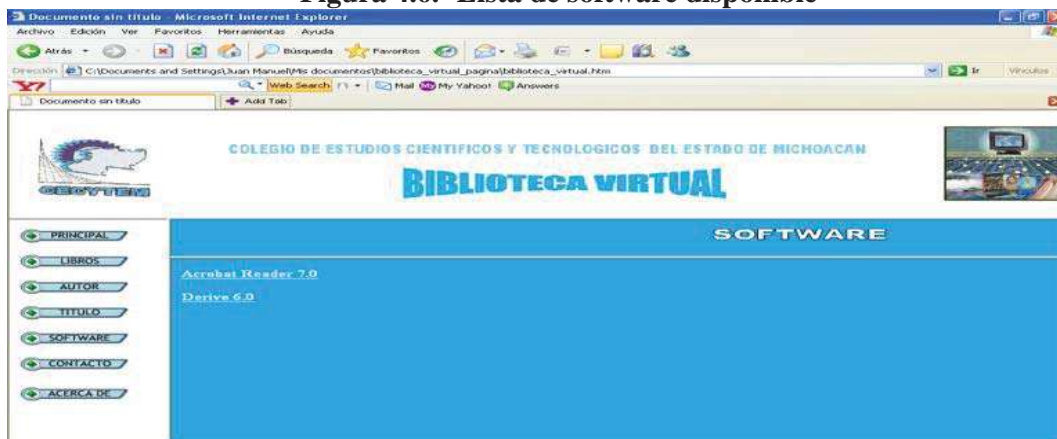 Figura 4.6. Lista de software disponible
Documento sin título - Microsoft Internet Explorer
Archivo Edición Ver Favoritos Herramientas Ayuda
Atrás Búsqueda Favoritos
Dirección C:\Documents and Settings\Juan Manuel\Mis documentos\biblioteca_virtual_pagina\biblioteca_virtual.htm Ir Vínculos
Y7 Web Search Mail My Yahoo! Answers
Documento sin título Add Tab
COLEGIO DE ESTUDIOS CIENTIFICOS Y TECNOLOGICOS DEL ESTADO DE MICHOACAN
BIBLIOTECA VIRTUAL
CECYTEM
SOFTWARE
PRINCIPAL
LIBROS
AUTOR
TITULO
SOFTWARE
CONTACTO
ACERCA DE
Acrobat Reader 7.0
Derive 6.0